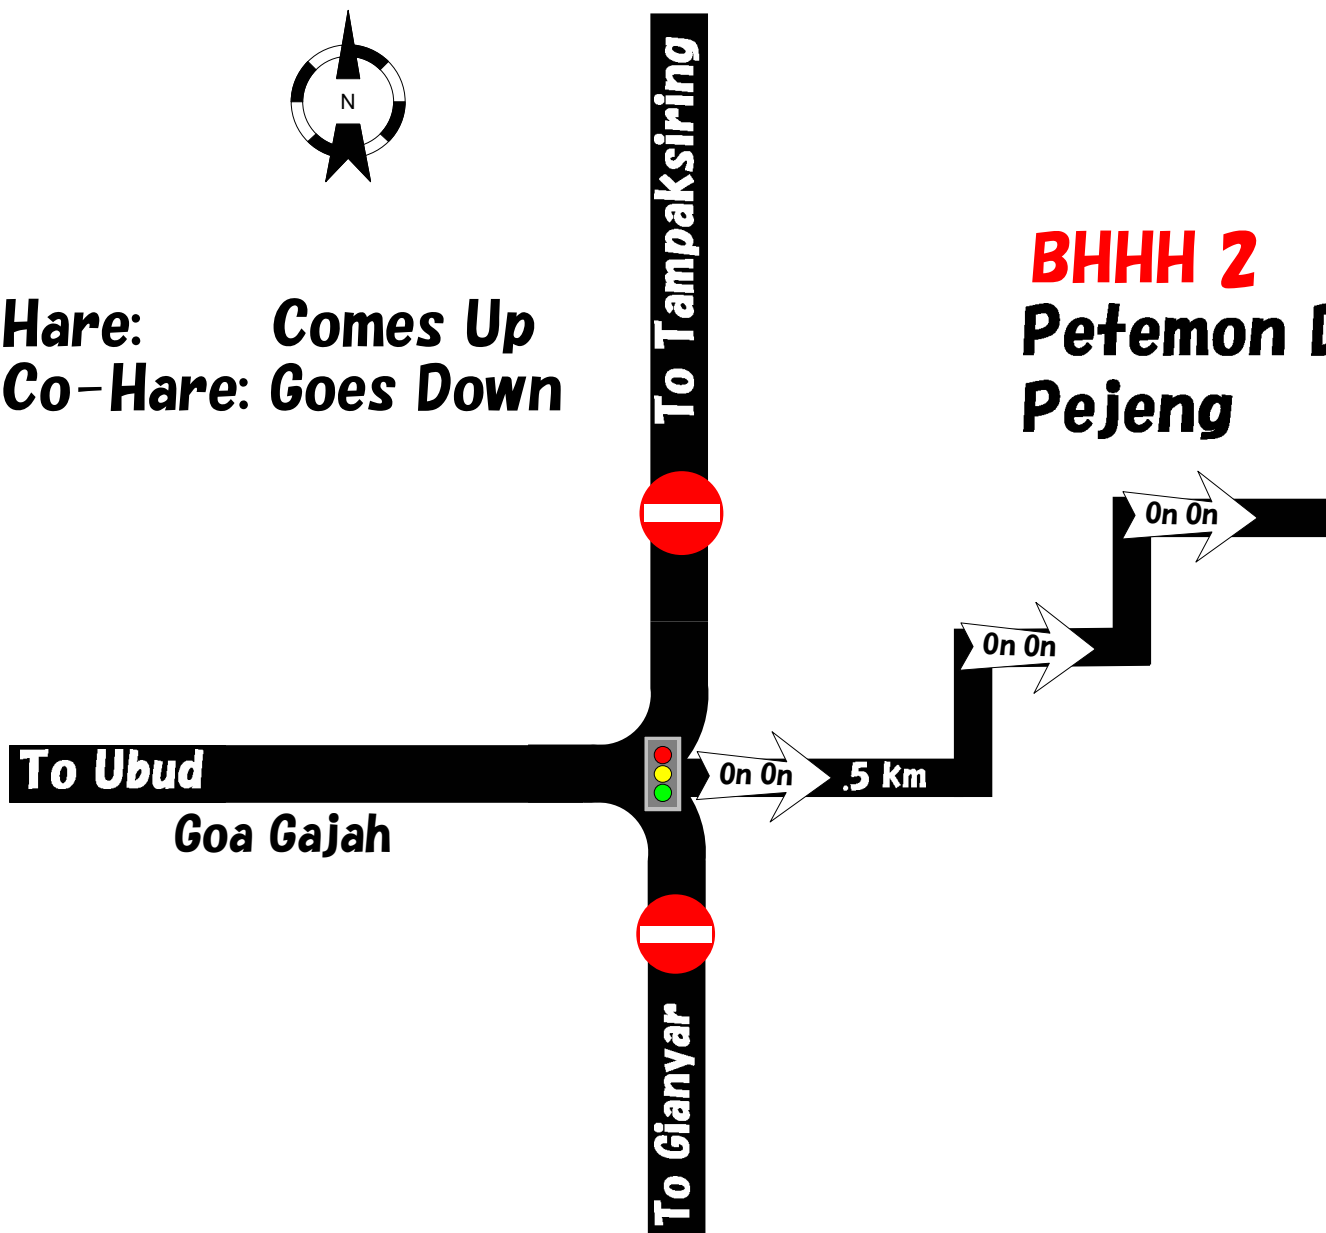 N
To Tampaksiring
BHHH 2
Petemon
Pejeng
Hare: Comes Up
Co-Hare: Goes Down
On On
On On
On On
.5 km
To Ubud
Goa Gajah
To Gianyar